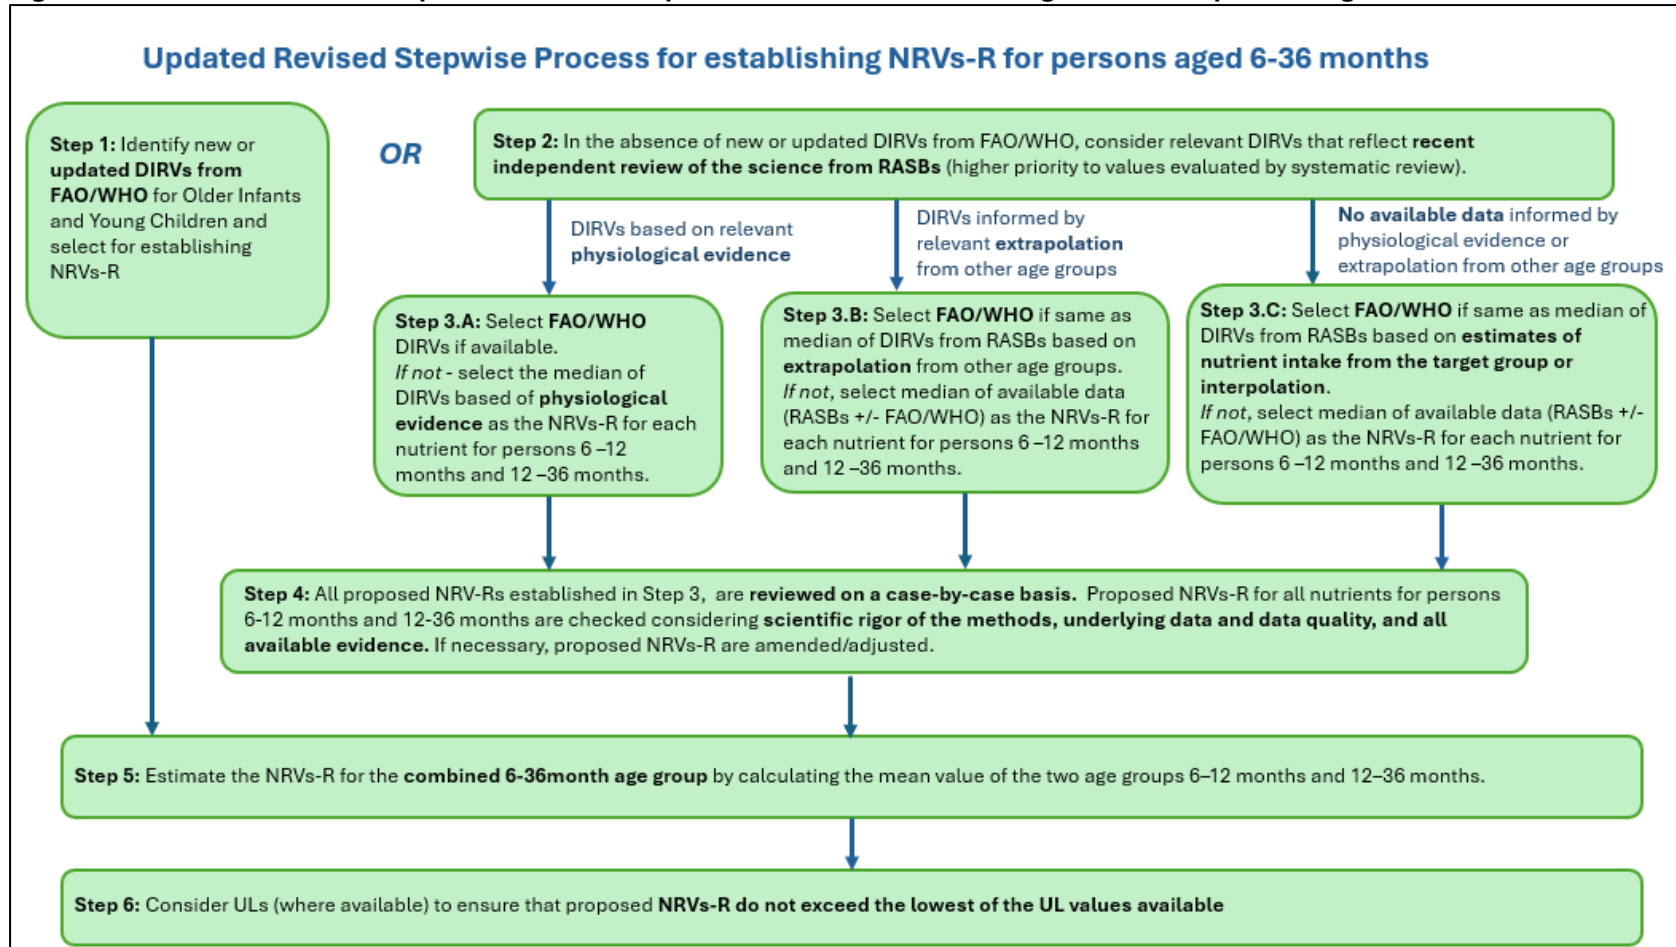 Updated Revised Stepwise Process for establishing NRVs-R for persons aged 6-36 months
Step 1: Identify new or
updated DIRVs from
FAO/WHO for Older Infants
and Young Children and
select for establishing
NRVs-R
OR
Step 2: In the absence of new or updated DIRVs from FAO/WHO, consider relevant DIRVs that reflect recent
independent review of the science from RASBs (higher priority to values evaluated by systematic review).
DIRVs based on relevant
physiological evidence
DIRVs informed by
relevant extrapolation
from other age groups
No available data informed by
physiological evidence or
extrapolation from other age groups
Step 3.A: Select FAO/WHO
DIRVs if available.
If not - select the median of
DIRVs based of physiological
evidence as the NRVs-R for each
nutrient for persons 6 –12
months and 12 –36 months.
Step 3.B: Select FAO/WHO if same as
median of DIRVs from RASBs based on
extrapolation from other age groups.
If not, select median of available data
(RASBs +/- FAO/WHO) as the NRVs-R for
each nutrient for persons 6 –12 months
and 12 –36 months.
Step 3.C: Select FAO/WHO if same as median of
DIRVs from RASBs based on estimates of
nutrient intake from the target group or
interpolation.
If not, select median of available data (RASBs +/-
FAO/WHO) as the NRVs-R for each nutrient for
persons 6 –12 months and 12 –36 months.
Step 4: All proposed NRV-Rs established in Step 3, are reviewed on a case-by-case basis. Proposed NRVs-R for all nutrients for persons
6-12 months and 12-36 months are checked considering scientific rigor of the methods, underlying data and data quality, and all
available evidence. If necessary, proposed NRVs-R are amended/adjusted.
Step 5: Estimate the NRVs-R for the combined 6-36month age group by calculating the mean value of the two age groups 6–12 months and 12–36 months.
Step 6: Consider ULs (where available) to ensure that proposed NRVs-R do not exceed the lowest of the UL values available